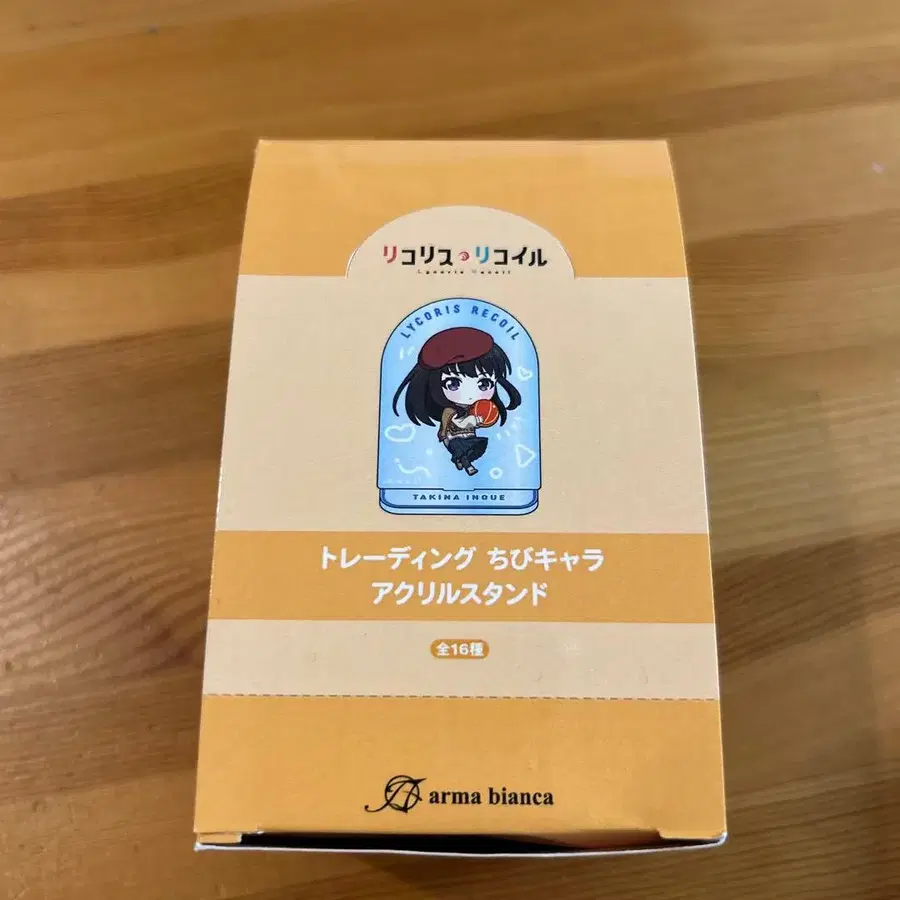 リコリス リコイル
Lycoris Recoil
LYCORIS RECOIL
TAKINA INOUE
トレーディング ちびキャラ
アクリルスタンド
全16種
arma bianca